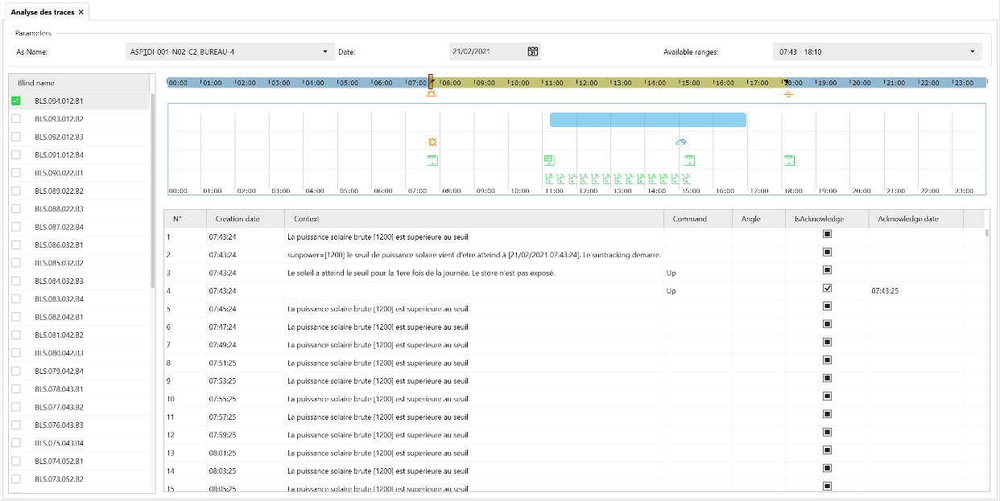 Analyse des traces ×
Parameters
As Name: ASPTDI-001-N02-C2_BUREAU-4 Date: 21/02/2021 31 Available ranges: 07:43 - 18:10
Blind name
BLS.094.012.B1
BLS.093.012.B2
BLS.092.012.B3
BLS.091.012.B4
BLS.090.022.B1
BLS.089.022.B2
BLS.088.022.B3
BLS.087.022.B4
BLS.086.032.B1
BLS.085.032.B2
BLS.084.032.B3
BLS.083.032.B4
BLS.082.042.B1
BLS.081.042.B2
BLS.080.042.B3
BLS.079.042.B4
BLS.078.043.B1
BLS.077.043.B2
BLS.076.043.B3
BLS.075.043.B4
BLS.074.052.B1
BLS.073.052.B2
00:00 01:00 02:00 03:00 04:00 05:00 06:00 07:00 08:00 09:00 10:00 11:00 12:00 13:00 14:00 15:00 16:00 17:00 18:00 19:00 20:00 21:00 22:00 23:00
00:00 01:00 02:00 03:00 04:00 05:00 06:00 07:00 08:00 09:00 10:00 11:00 12:00 13:00 14:00 15:00 16:00 17:00 18:00 19:00 20:00 21:00 22:00 23:00
N° Creation date Context Command Angle IsAcknowledge Acknowledge date
1 07:43:24 La puissance solaire brute [1200] est superieure au seuil
2 07:43:24 sunpower=[1200] le seuil de puissance solaire vient d'etre atteind à [21/02/2021 07:43:24]. Le suntracking demarre.
3 07:43:24 Le soleil a atteind le seuil pour la 1ere fois de la journée. Le store n'est pas exposé. Up
4 07:43:24 Up 07:43:25
5 07:45:24 La puissance solaire brute [1200] est superieure au seuil
6 07:47:24 La puissance solaire brute [1200] est superieure au seuil
7 07:49:24 La puissance solaire brute [1200] est superieure au seuil
8 07:51:25 La puissance solaire brute [1200] est superieure au seuil
9 07:53:25 La puissance solaire brute [1200] est superieure au seuil
10 07:55:25 La puissance solaire brute [1200] est superieure au seuil
11 07:57:25 La puissance solaire brute [1200] est superieure au seuil
12 07:59:25 La puissance solaire brute [1200] est superieure au seuil
13 08:01:25 La puissance solaire brute [1200] est superieure au seuil
14 08:03:25 La puissance solaire brute [1200] est superieure au seuil
15 08:05:25 La puissance solaire brute [1200] est superieure au seuil